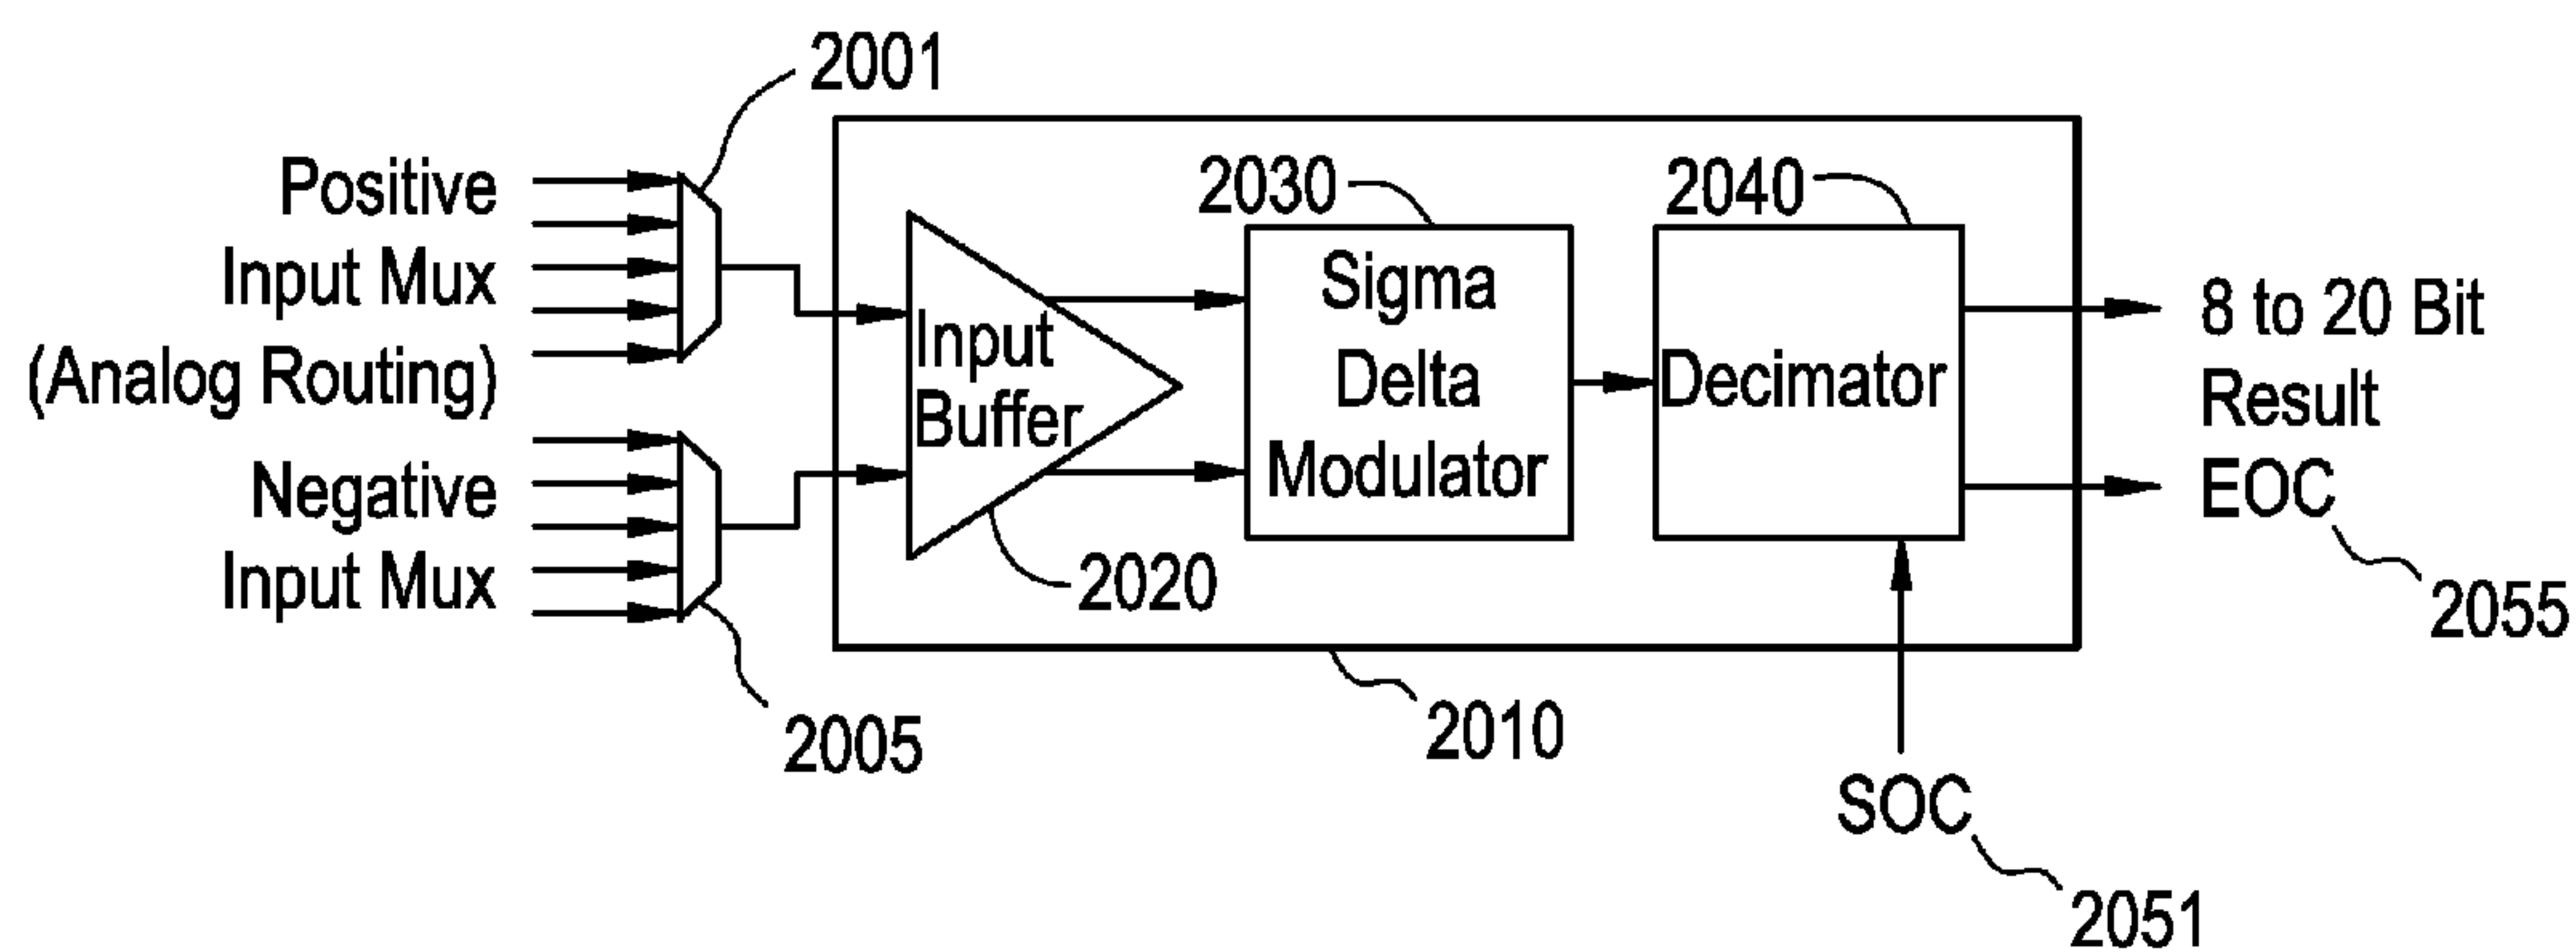 2001
Positive
Input Mux
(Analog Routing)
Negative
Input Mux
2005
Input
Buffer
2020
2030
Sigma
Delta
Modulator
2040
Decimator
2010
8 to 20 Bit
Result
EOC
2055
SOC
2051